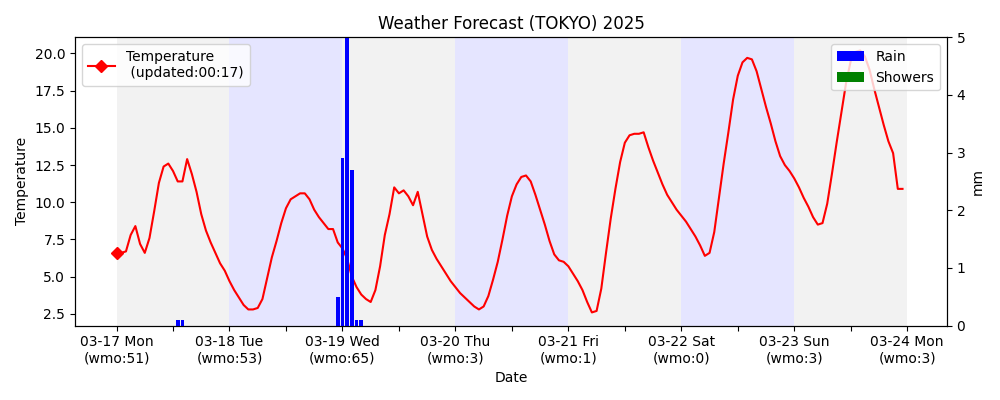 Weather Forecast (TOKYO) 2025
Temperature
(updated:00:17)
Rain
Showers
20.0
17.5
15.0
12.5
10.0
7.5
5.0
2.5
Temperature
5
4
3
2
1
0
mm
03-17 Mon
(wmo:51)
03-18 Tue
(wmo:53)
03-19 Wed
(wmo:65)
03-20 Thu
(wmo:3)
03-21 Fri
(wmo:1)
03-22 Sat
(wmo:0)
03-23 Sun
(wmo:3)
03-24 Mon
(wmo:3)
Date